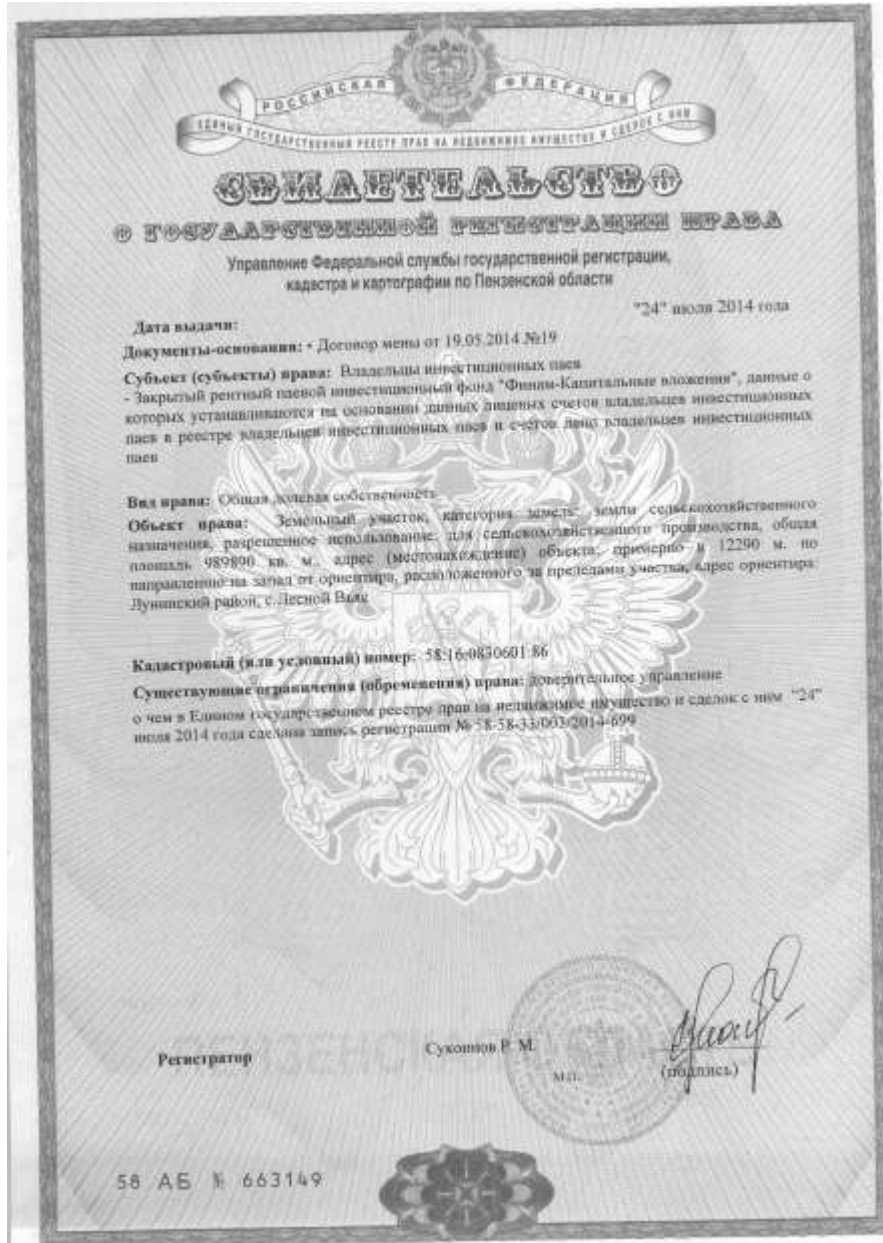 РОССИЙСКАЯ ФЕДЕРАЦИЯ
ЕДИНЫЙ ГОСУДАРСТВЕННЫЙ РЕЕСТР ПРАВ НА НЕДВИЖИМОЕ ИМУЩЕСТВО И СДЕЛОК С НИМ
СВИДЕТЕЛЬСТВО
О ГОСУДАРСТВЕННОЙ РЕГИСТРАЦИИ ПРАВА
Управление Федеральной службы государственной регистрации,
кадастра и картографии по Пензенской области
Дата выдачи: "24" июля 2014 года
Документы-основания: • Договор мены от 19.05.2014 №19
Субъект (субъекты) права: Владельцы инвестиционных паев
- Закрытый рентный паевой инвестиционный фонд "Финам-Капитальные вложения", данные о
которых устанавливаются на основании данных лицевых счетов владельцев инвестиционных
паев в реестре владельцев инвестиционных паев и счетов депо владельцев инвестиционных
паев
Вид права: Общая долевая собственность
Объект права: Земельный участок, категория земель: земли сельскохозяйственного
назначения, разрешенное использование: для сельскохозяйственного производства, общая
площадь 989890 кв. м., адрес (местонахождение) объекта: примерно в 12290 м. по
направлению на запад от ориентира, расположенного за пределами участка, адрес ориентира:
Лунинский район, с.Лесной Вьяс
Кадастровый (или условный) номер: 58:16:0830601:86
Существующие ограничения (обременения) права: доверительное управление
о чем в Едином государственном реестре прав на недвижимое имущество и сделок с ним "24"
июля 2014 года сделана запись регистрации № 58-58-33/003/2014-699
Регистратор Суконнов Р. М.
м.п. (подпись)
58 АБ № 663149